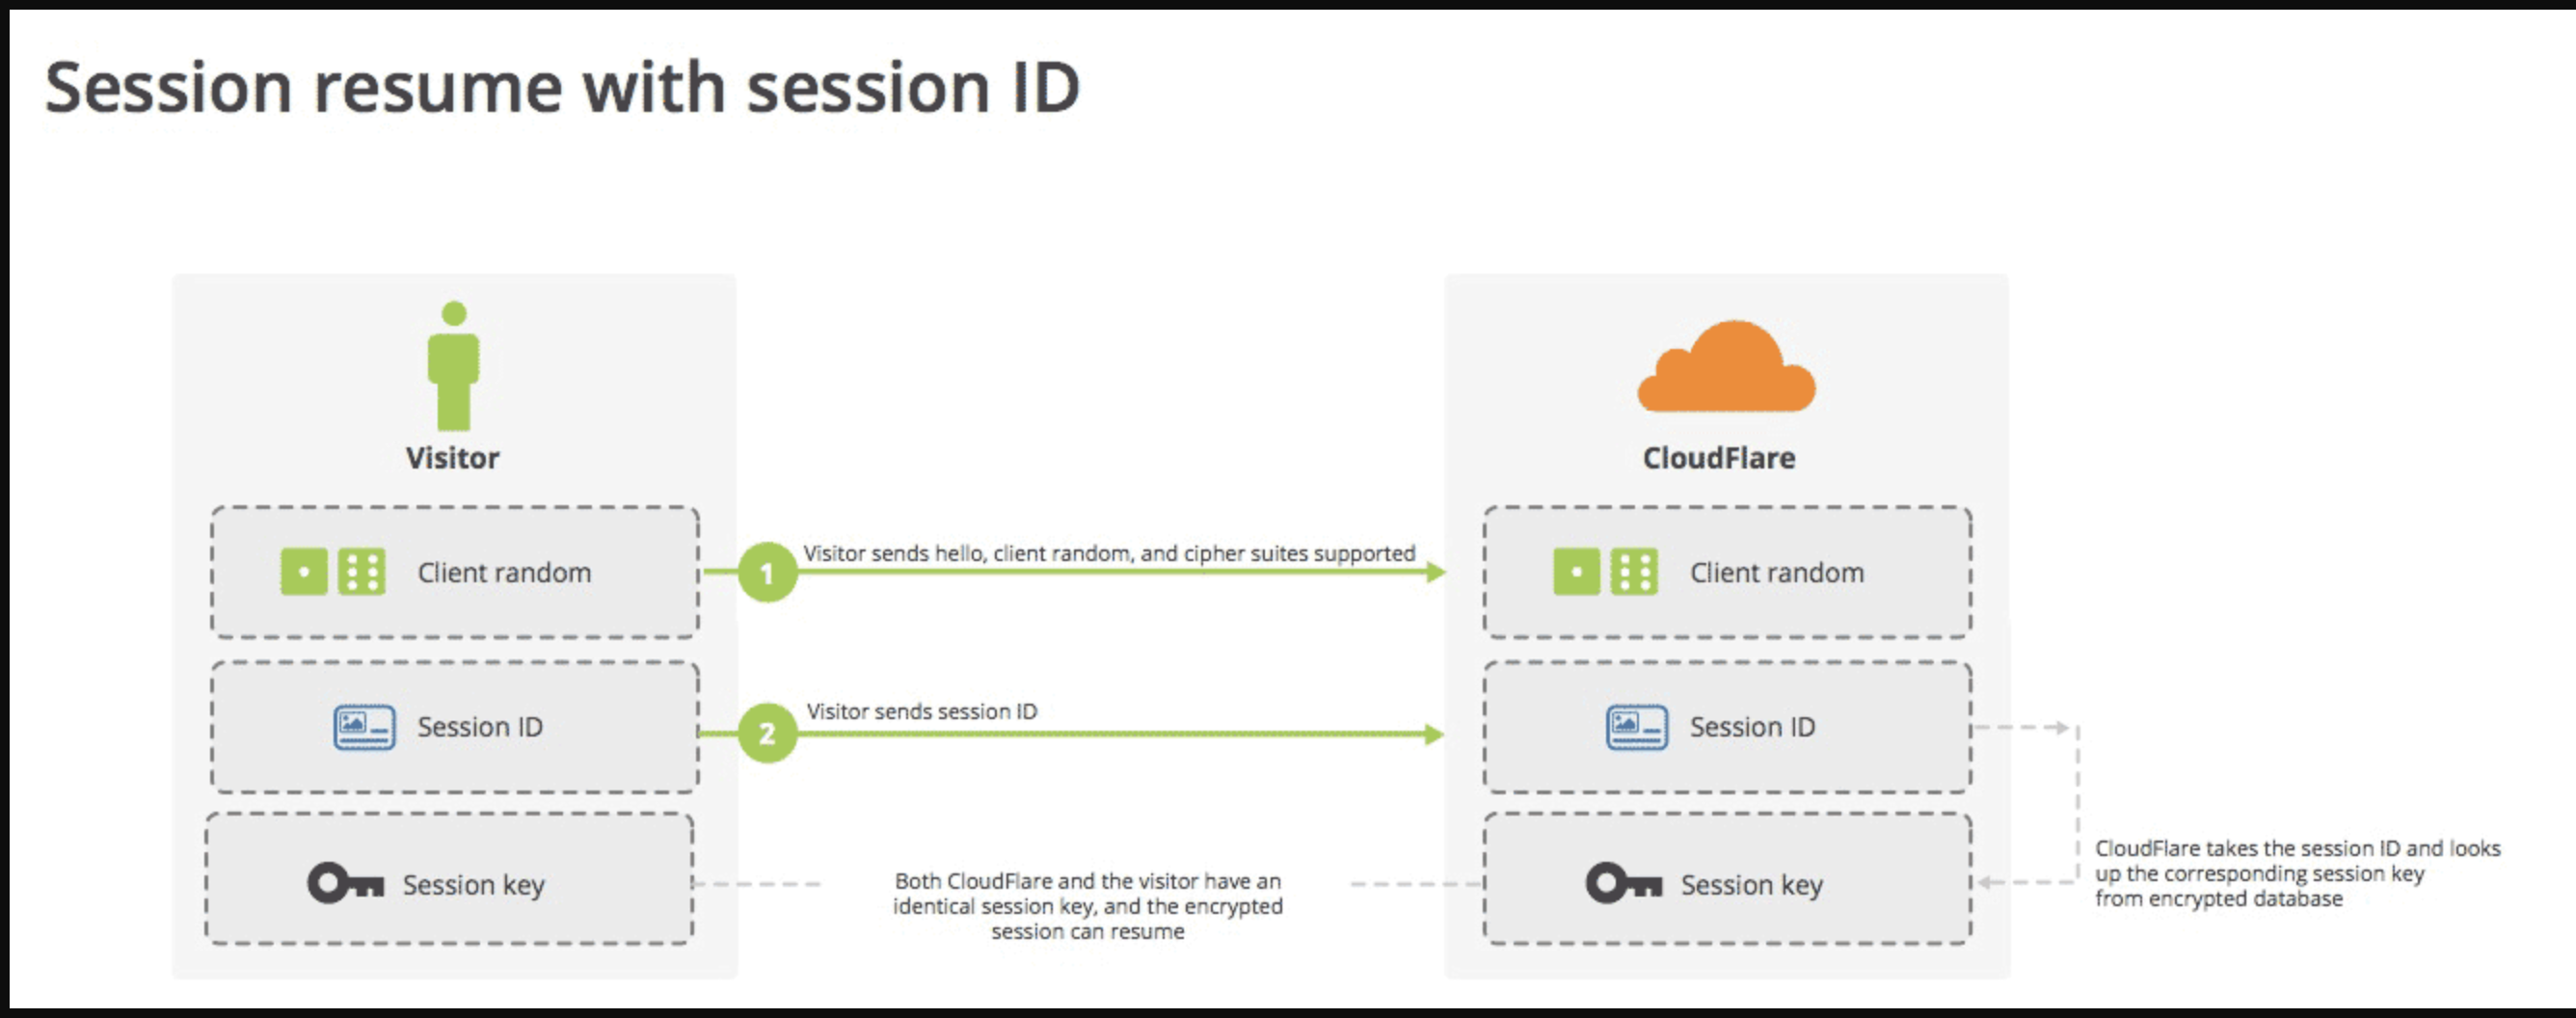 Session resume with session ID
Visitor
CloudFlare
Client random
1
Visitor sends hello, client random, and cipher suites supported
Client random
Session ID
2
Visitor sends session ID
Session ID
Session key
Both CloudFlare and the visitor have an
identical session key, and the encrypted
session can resume
Session key
CloudFlare takes the session ID and looks
up the corresponding session key
from encrypted database